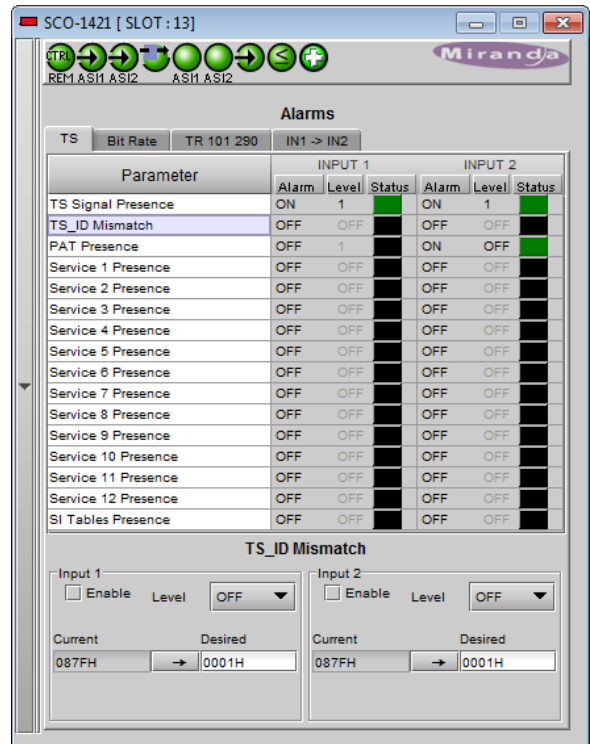 SCO-1421 [ SLOT : 13]
CTRL
REM ASI1 ASI2 ASI1 ASI2
Miranda
Alarms
TS Bit Rate TR 101 290 IN1 -> IN2
Parameter INPUT 1 INPUT 2
Alarm Level Status Alarm Level Status
TS Signal Presence ON 1 ON 1
TS_ID Mismatch OFF OFF OFF OFF
PAT Presence OFF 1 ON OFF
Service 1 Presence OFF OFF OFF OFF
Service 2 Presence OFF OFF OFF OFF
Service 3 Presence OFF OFF OFF OFF
Service 4 Presence OFF OFF OFF OFF
Service 5 Presence OFF OFF OFF OFF
Service 6 Presence OFF OFF OFF OFF
Service 7 Presence OFF OFF OFF OFF
Service 8 Presence OFF OFF OFF OFF
Service 9 Presence OFF OFF OFF OFF
Service 10 Presence OFF OFF OFF OFF
Service 11 Presence OFF OFF OFF OFF
Service 12 Presence OFF OFF OFF OFF
SI Tables Presence OFF OFF OFF OFF
TS_ID Mismatch
Input 1 Input 2
Enable Level OFF Enable Level OFF
Current Desired Current Desired
087FH → 0001H 087FH → 0001H